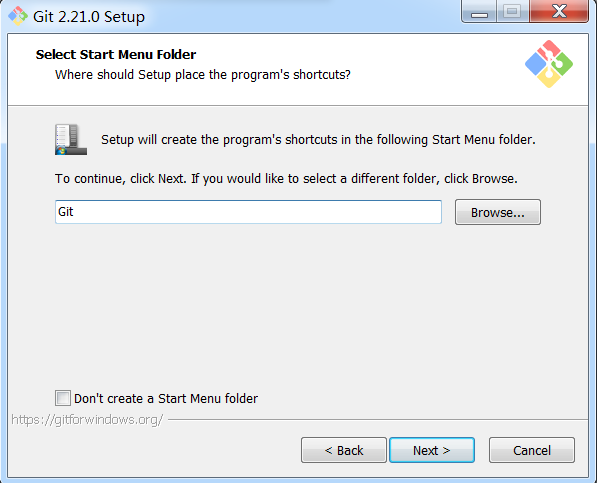 Git 2.21.0 Setup
Select Start Menu Folder
Where should Setup place the program's shortcuts?
Setup will create the program's shortcuts in the following Start Menu folder.
To continue, click Next. If you would like to select a different folder, click Browse.
Git
Browse...
Don't create a Start Menu folder
https://gitforwindows.org/
< Back
Next >
Cancel